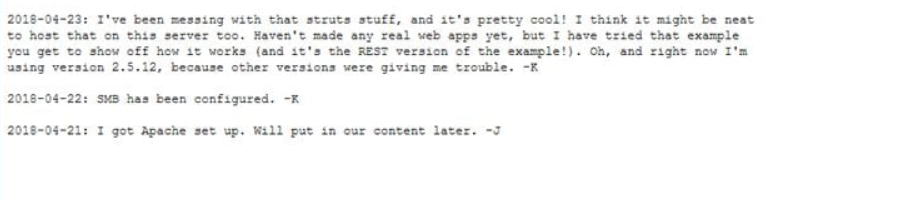 2018-04-23: I've been messing with that struts stuff, and it's pretty cool! I think it might be neat
to host that on this server too. Haven't made any real web apps yet, but I have tried that example
you get to show off how it works (and it's the REST version of the example!). Oh, and right now I'm
using version 2.5.12, because other versions were giving me trouble. -K
2018-04-22: SMB has been configured. -K
2018-04-21: I got Apache set up. Will put in our content later. -J